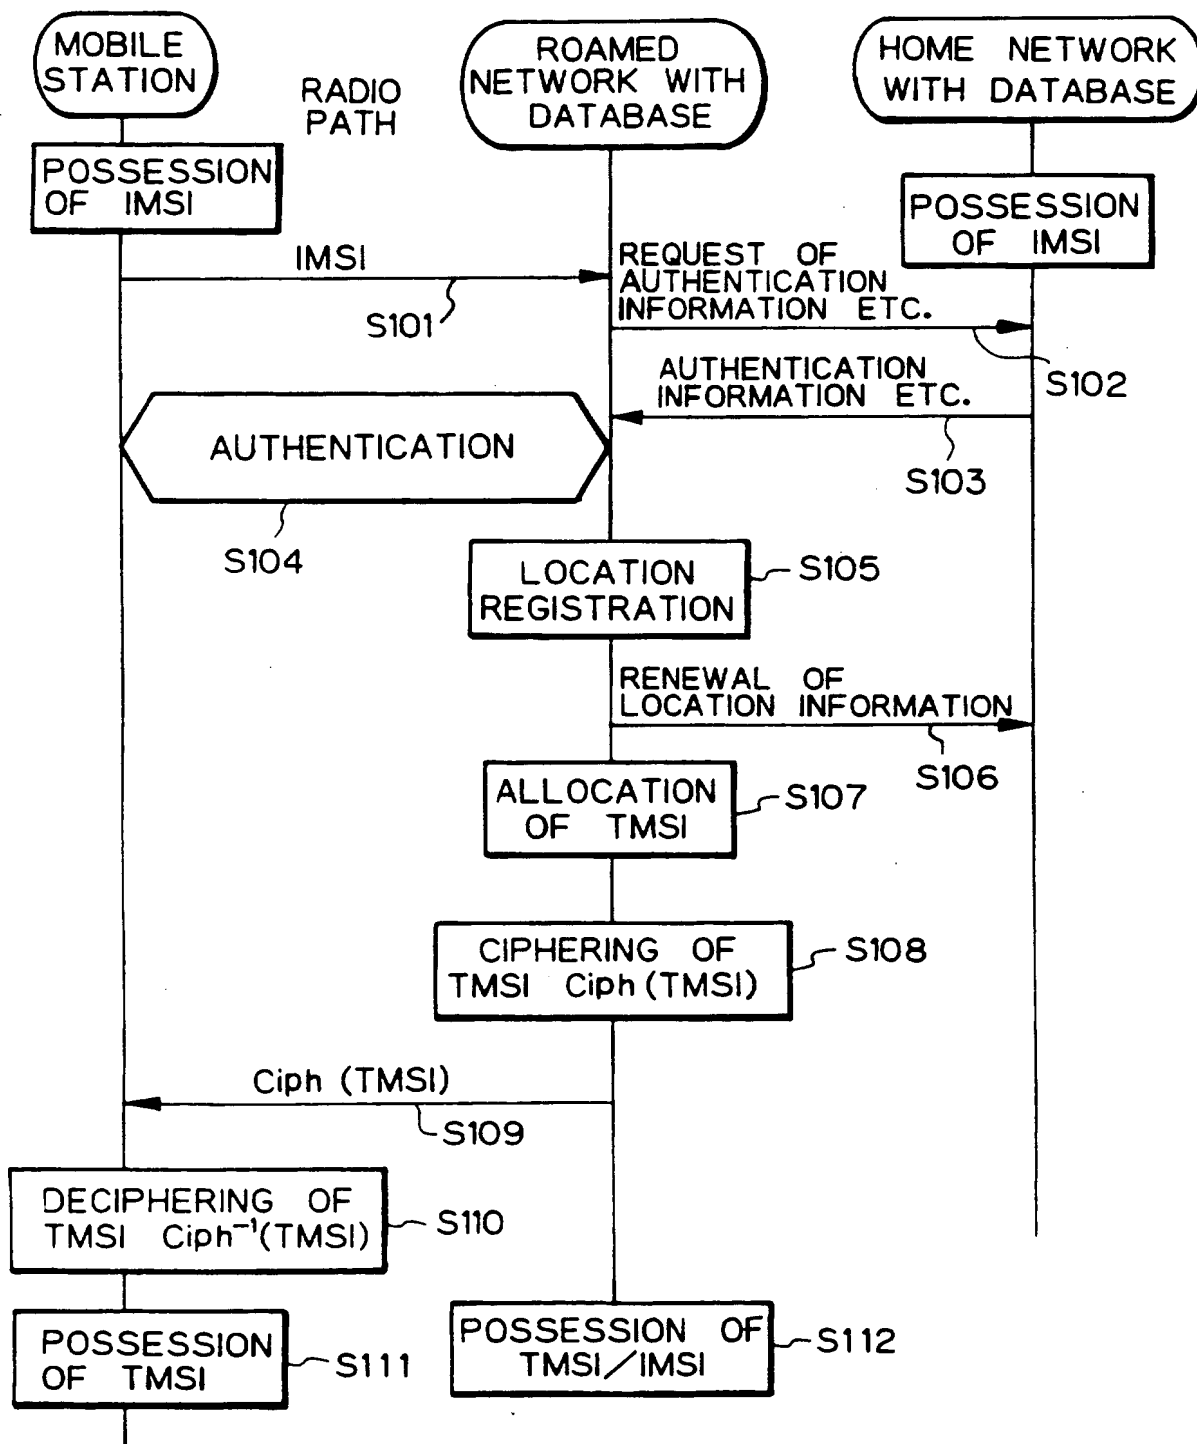 MOBILE
STATION
RADIO
PATH
ROAMED
NETWORK WITH
DATABASE
HOME NETWORK
WITH DATABASE
POSSESSION
OF IMSI
POSSESSION
OF IMSI
IMSI
S101
REQUEST OF
AUTHENTICATION
INFORMATION ETC.
S102
AUTHENTICATION
INFORMATION ETC.
S103
AUTHENTICATION
S104
LOCATION
REGISTRATION
S105
RENEWAL OF
LOCATION INFORMATION
S106
ALLOCATION
OF TMSI
S107
CIPHERING OF
TMSI Ciph (TMSI)
S108
Ciph (TMSI)
S109
DECIPHERING OF
TMSI Ciph⁻¹(TMSI)
S110
POSSESSION
OF TMSI
S111
POSSESSION OF
TMSI/IMSI
S112